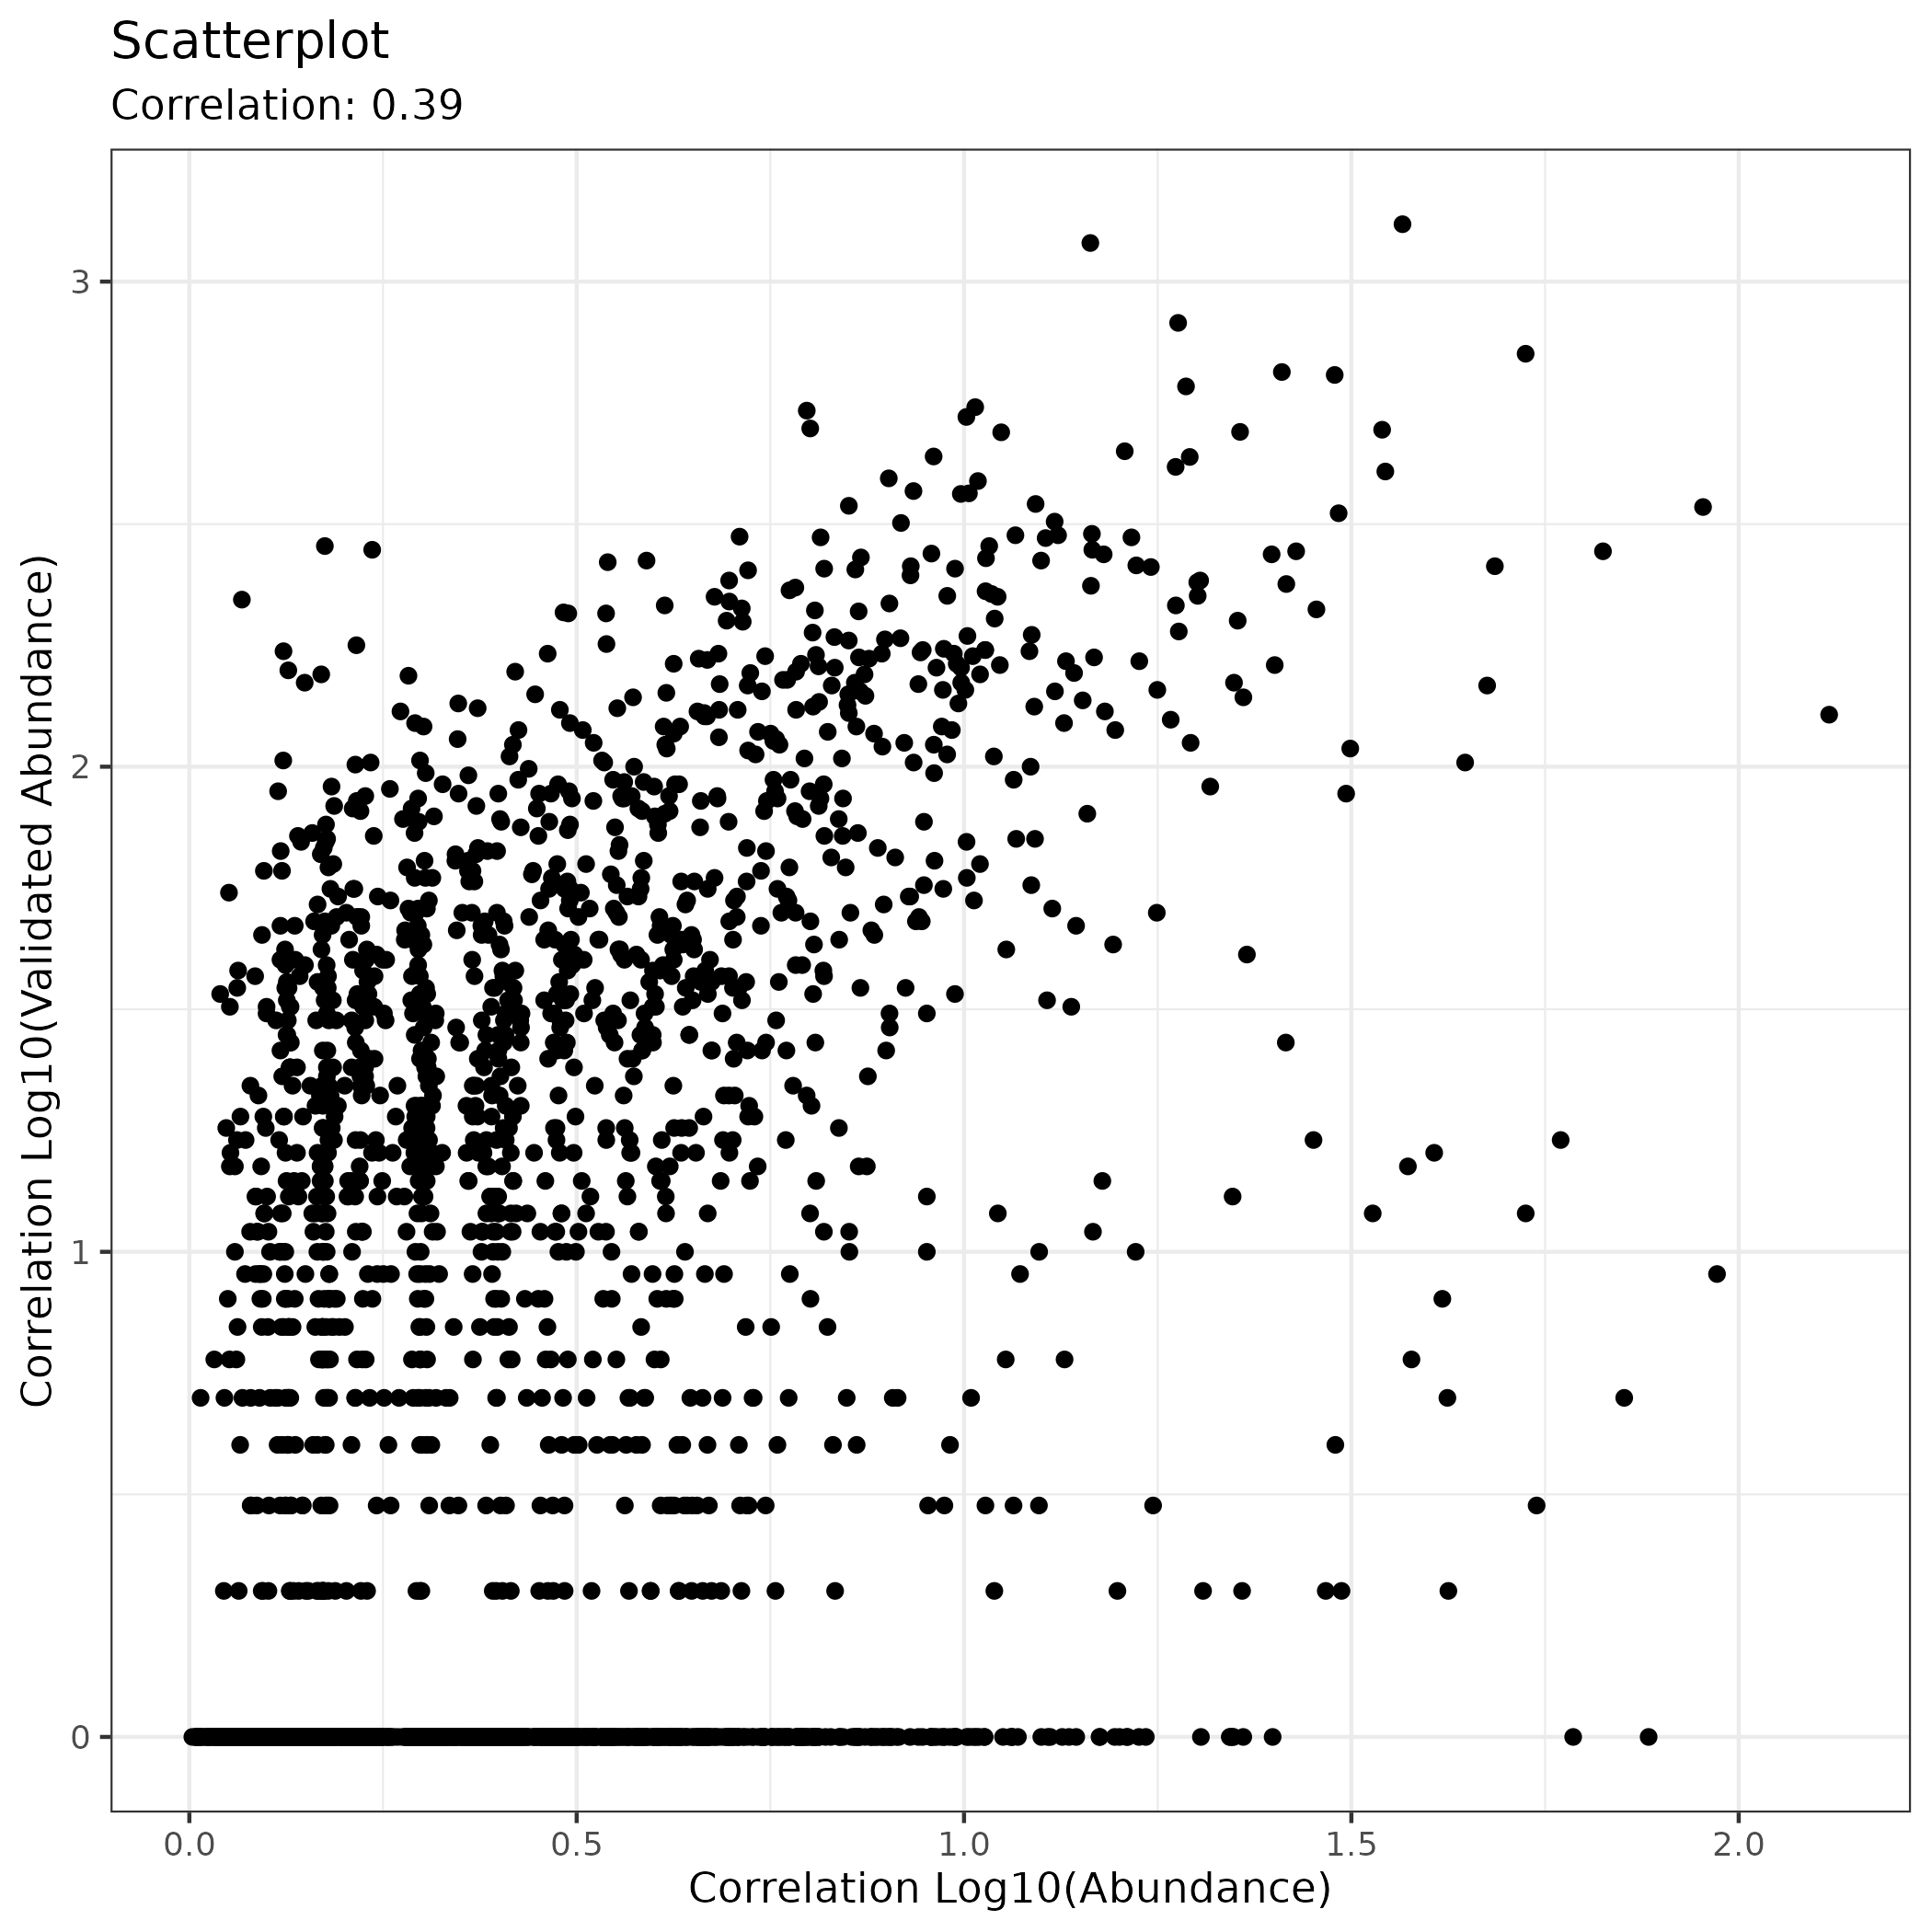 Scatterplot
Correlation: 0.39
3
2
1
0
Correlation Log10(Validated Abundance)
0.0 0.5 1.0 1.5 2.0
Correlation Log10(Abundance)